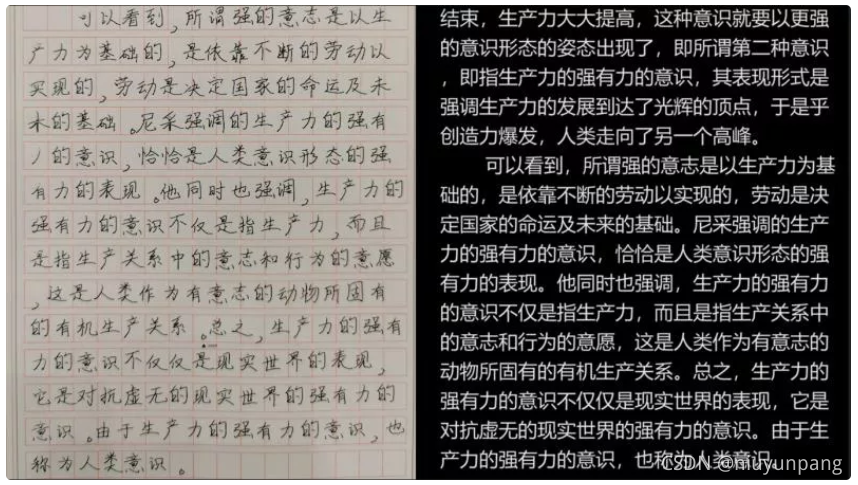 可以看到，所谓强的意志是以生
产力为基础的，是依靠不断的劳动以
实现的，劳动是决定国家的命运及未
来的基础。尼采强调的生产力的强有
力的意识，恰恰是人类意识形态的强
有力的表现。他同时也强调，生产力的
强有力的意识不仅是指生产力，而且
是指生产关系中的意志和行为的意愿
，这是人类作为有意志的动物所固有
的有机生产关系。总之，生产力的强有
力的意识不仅仅是现实世界的表现，
它是对抗虚无的现实世界的强有力的
意识。由于生产力的强有力的意识，也
称为人类意识。
结束，生产力大大提高，这种意识就要以更强
的意识形态的姿态出现了，即所谓第二种意识
，即指生产力的强有力的意识，其表现形式是
强调生产力的发展到达了光辉的顶点，于是乎
创造力爆发，人类走向了另一个高峰。
可以看到，所谓强的意志是以生产力为基
础的，是依靠不断的劳动以实现的，劳动是决
定国家的命运及未来的基础。尼采强调的生产
力的强有力的意识，恰恰是人类意识形态的强
有力的表现。他同时也强调，生产力的强有力
的意识不仅是指生产力，而且是指生产关系中
的意志和行为的意愿，这是人类作为有意志的
动物所固有的有机生产关系。总之，生产力的
强有力的意识不仅仅是现实世界的表现，它是
对抗虚无的现实世界的强有力的意识。由于生
产力的强有力的意识，也称为人类意识。
CSDN @muyunpang